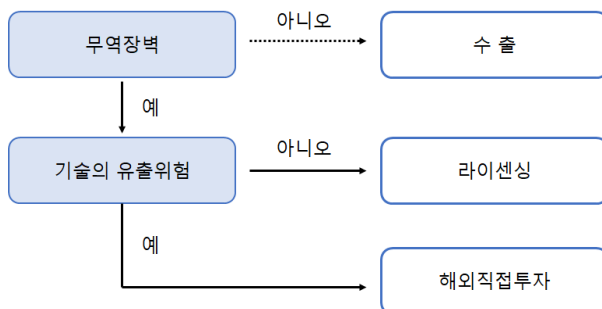 무역장벽
아니오
수 출
예
기술의 유출위험
아니오
라이센싱
예
해외직접투자